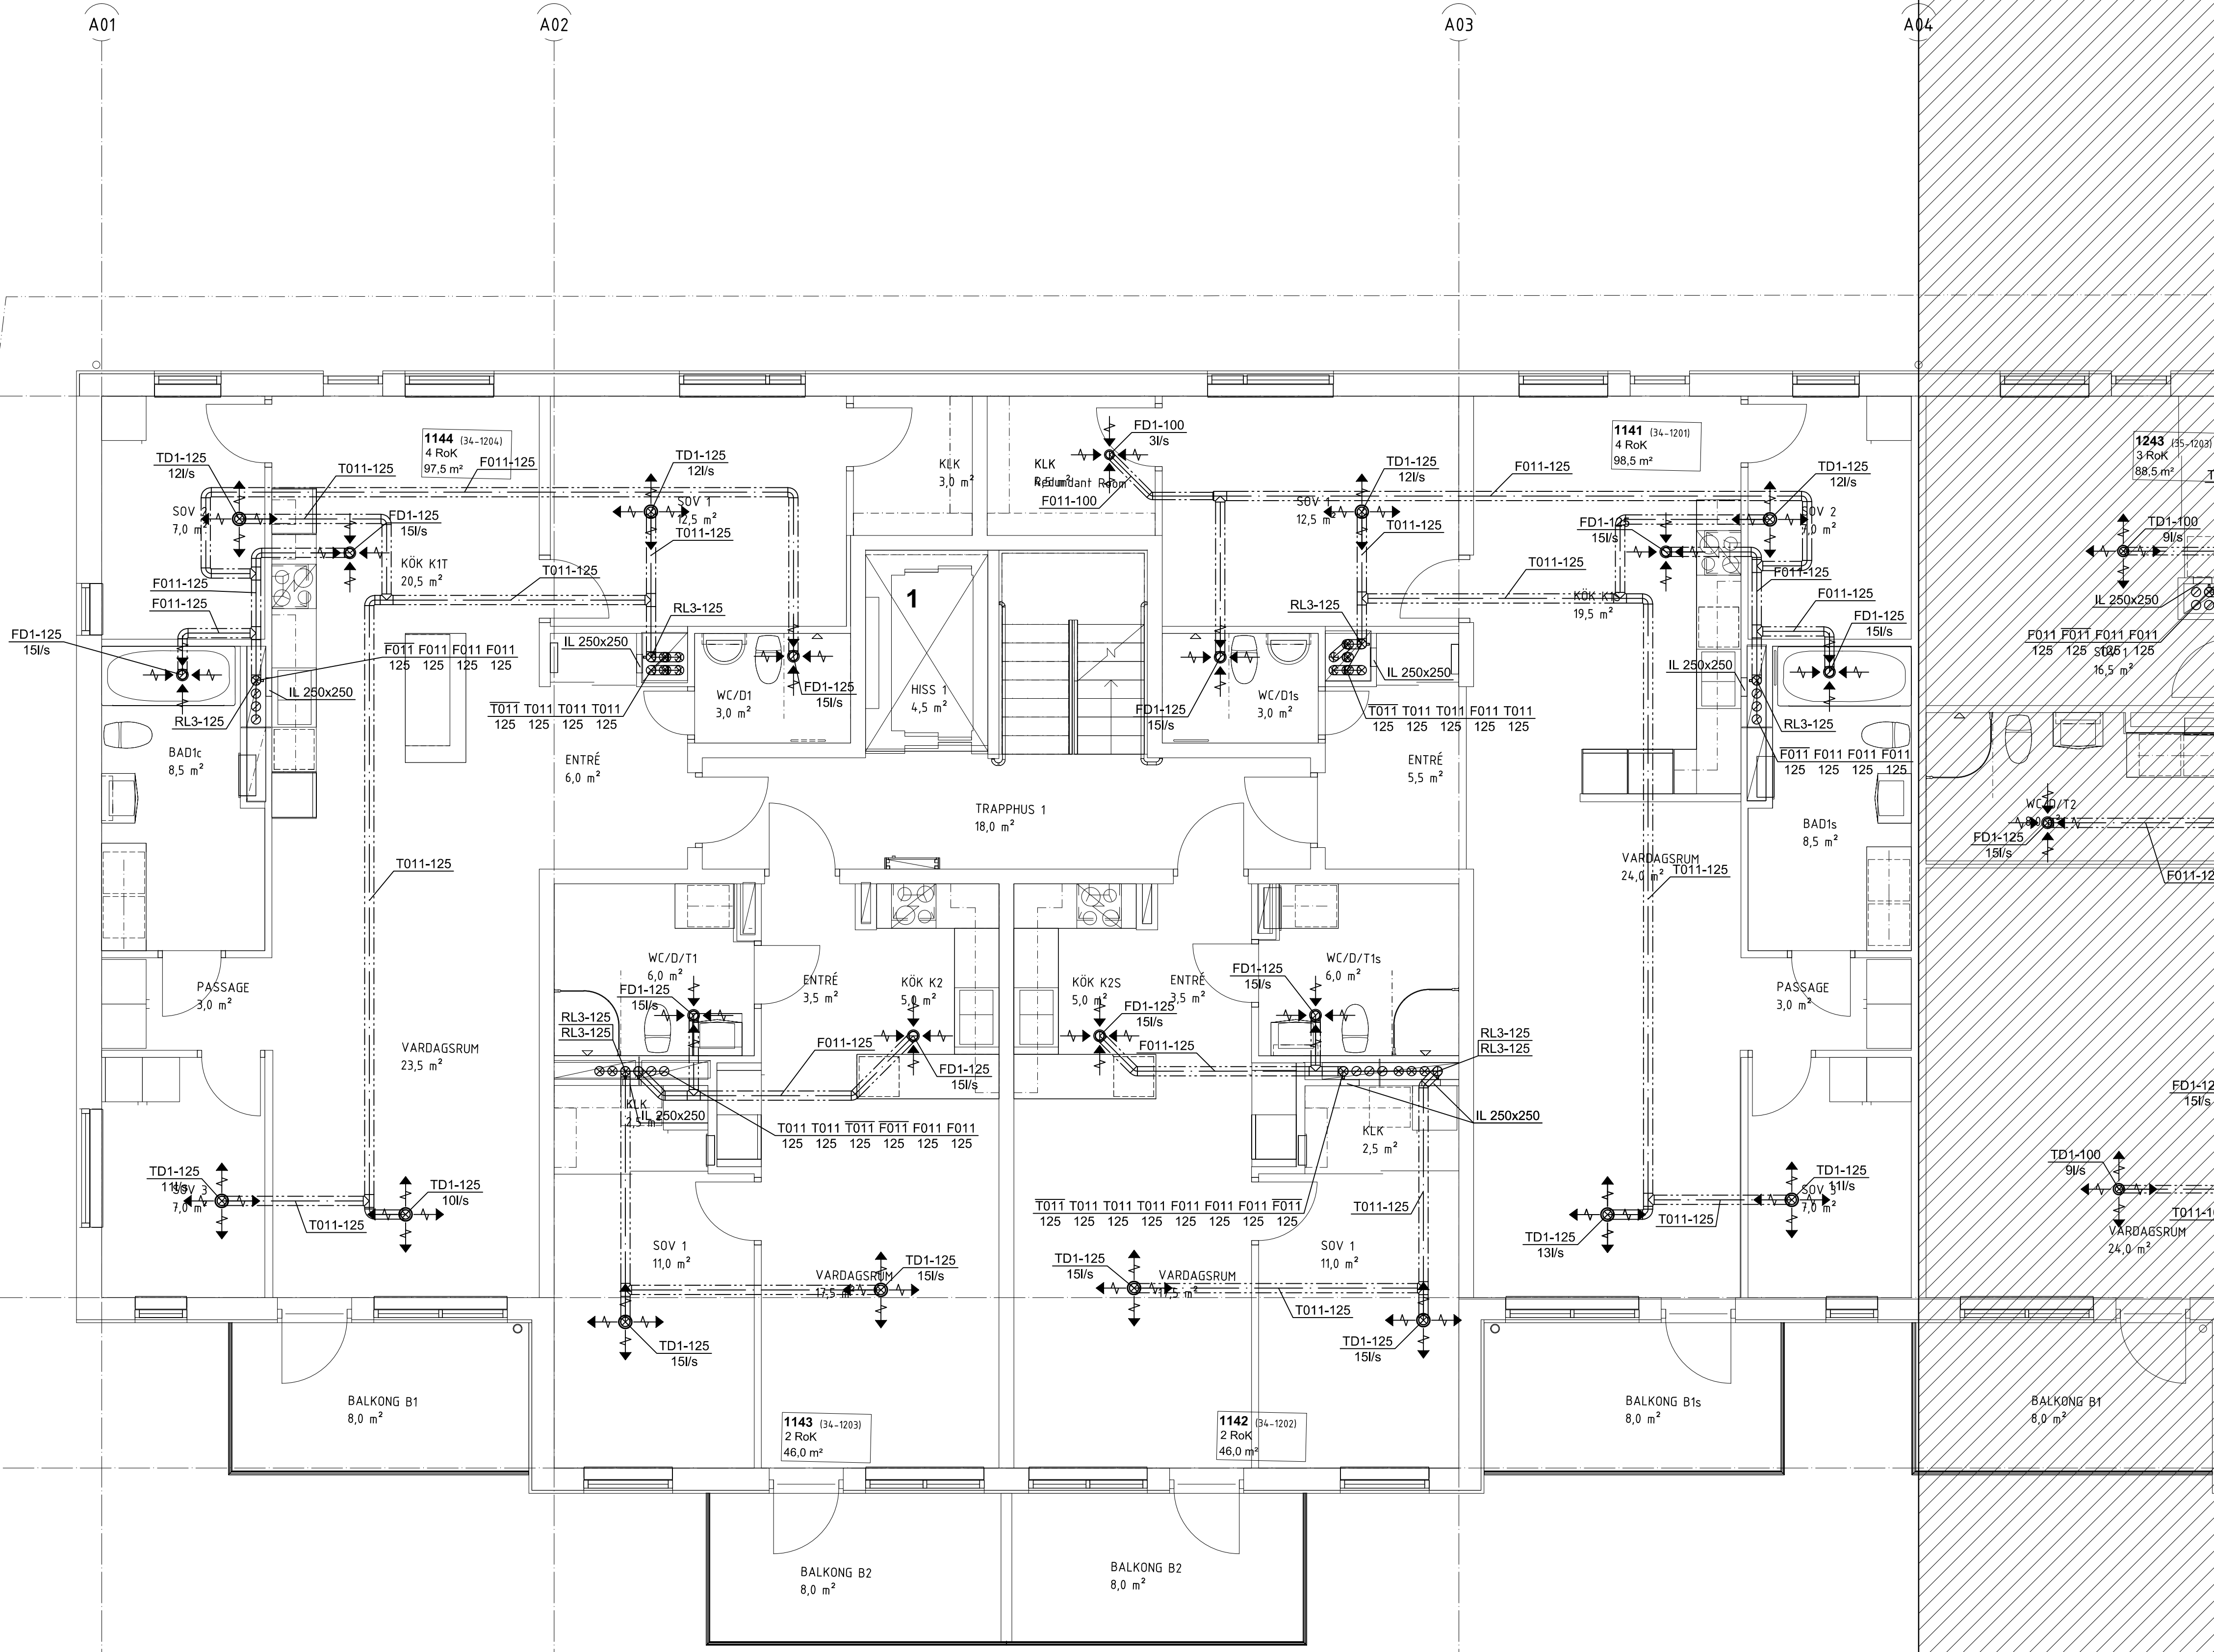 A01
A02
A03
A04
1144 (34-1204)
4 RoK
97,5 m²
TD1-125
12l/s
T011-125
F011-125
SOV
7,0 m²
FD1-125
15l/s
KÖK K1T
20,5 m²
F011-125
F011-125
FD1-125
15l/s
T011-125
TD1-125
12l/s
SOV 1
12,5 m²
T011-125
RL3-125
IL 250x250
F011 F011 F011 F011
125 125 125 125
IL 250x250
RL3-125
T011 T011 T011 T011
125 125 125 125
WC/D1
3,0 m²
FD1-125
15l/s
BAD1c
8,5 m²
ENTRÉ
6,0 m²
T011-125
PASSAGE
3,0 m²
VARDAGSRUM
23,5 m²
TD1-125
11l/s
SOV 3
7,0 m²
T011-125
TD1-125
10l/s
BALKONG B1
8,0 m²
KLK
3,0 m²
KLK
Redundant Room
FD1-100
3l/s
F011-100
1
HISS 1
4,5 m²
TRAPPHUS 1
18,0 m²
1141 (34-1201)
4 RoK
98,5 m²
TD1-125
12l/s
F011-125
SOV 1
12,5 m²
T011-125
T011-125
RL3-125
IL 250x250
WC/D1s
3,0 m²
FD1-125
15l/s
T011 T011 T011 F011 T011
125 125 125 125 125
ENTRÉ
5,5 m²
FD1-125
15l/s
TD1-125
12l/s
SOV 2
7,0 m²
19,5 m²
F011-125
F011-125
FD1-125
15l/s
IL 250x250
RL3-125
F011 F011 F011 F011
125 125 125 125
BAD1s
8,5 m²
VARDAGSRUM
24,0 m²
T011-125
PASSAGE
3,0 m²
TD1-125
11l/s
SOV 3
7,0 m²
T011-125
TD1-125
13l/s
BALKONG B1s
8,0 m²
WC/D/T1
6,0 m²
FD1-125
15l/s
RL3-125
RL3-125
ENTRÉ
3,5 m²
KÖK K2
5,0 m²
F011-125
FD1-125
15l/s
KLK
2,5 m²
IL 250x250
T011 T011 T011 F011 F011 F011
125 125 125 125 125 125
SOV 1
11,0 m²
VARDAGSRUM
17,5 m²
TD1-125
15l/s
TD1-125
15l/s
1143 (34-1203)
2 RoK
46,0 m²
BALKONG B2
8,0 m²
KÖK K2S
5,0 m²
ENTRÉ
3,5 m²
FD1-125
15l/s
F011-125
WC/D/T1s
6,0 m²
FD1-125
15l/s
RL3-125
RL3-125
IL 250x250
KLK
2,5 m²
T011 T011 T011 T011 F011 F011 F011 F011
125 125 125 125 125 125 125 125
T011-125
TD1-125
15l/s
VARDAGSRUM
17,5 m²
SOV 1
11,0 m²
T011-125
TD1-125
15l/s
1142 (34-1202)
2 RoK
46,0 m²
BALKONG B2
8,0 m²
1243 (35-1203)
3 RoK
88,5 m²
TD1-100
9l/s
IL 250x250
F011 F011 F011 F011
125 125 125 125
16,5 m²
WC/D/T2
FD1-125
15l/s
TD1-100
9l/s
VARDAGSRUM
24,0 m²
15l/s
BALKONG B1
8,0 m²